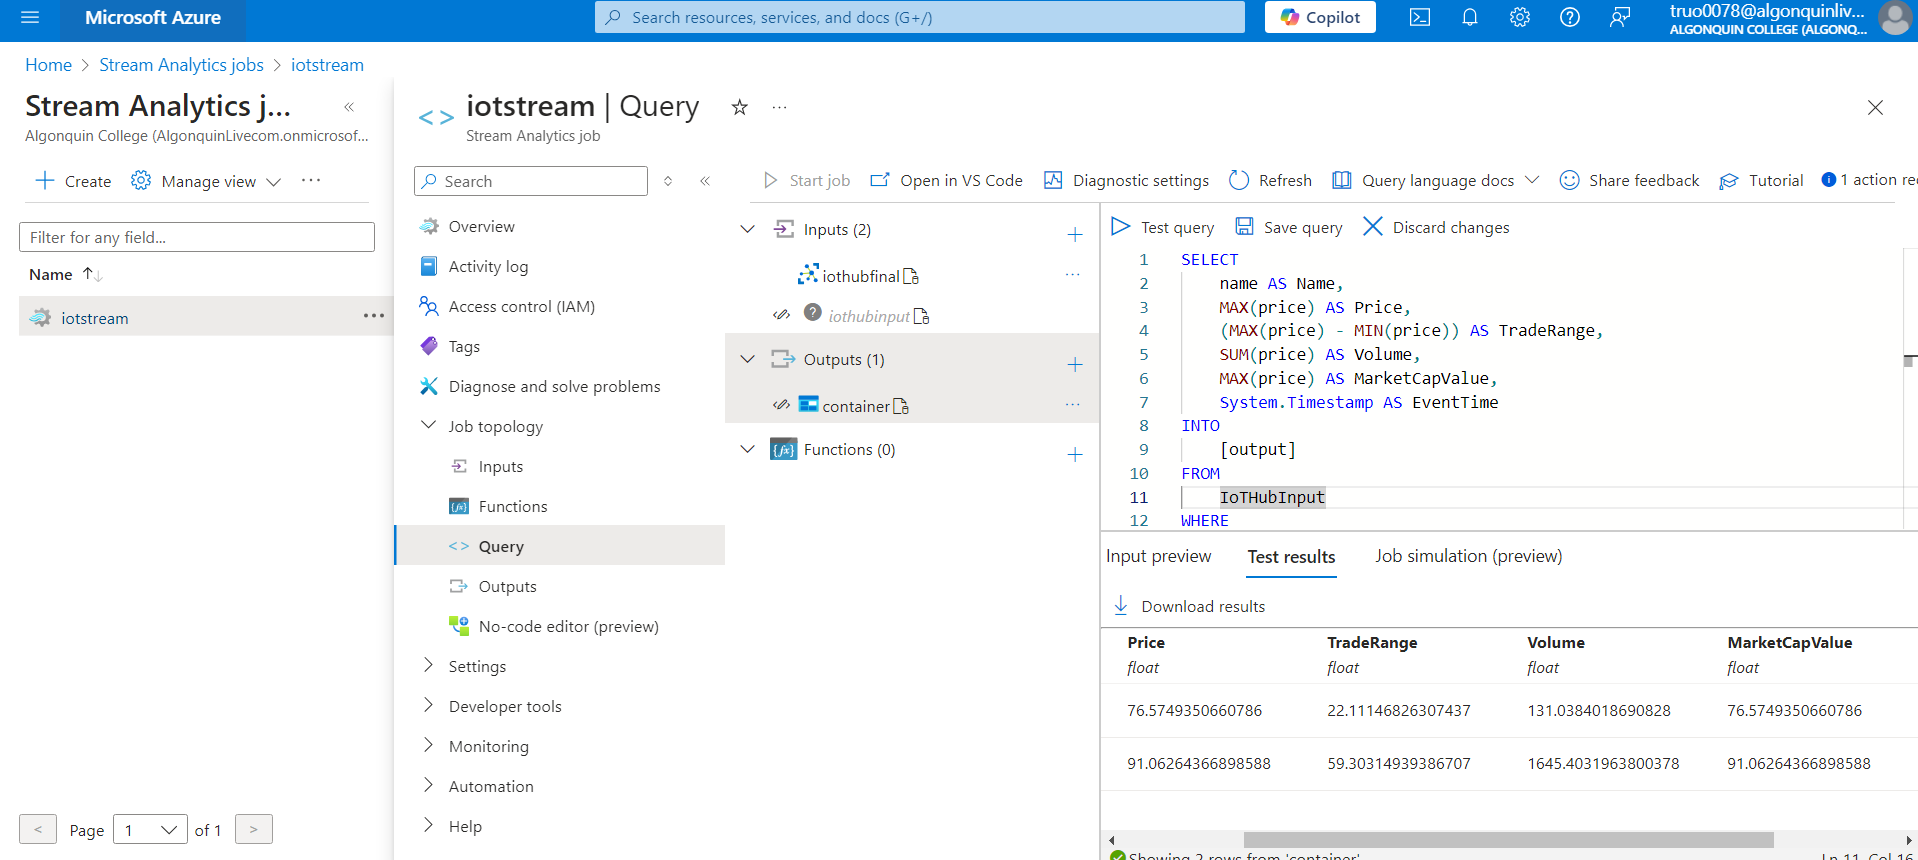 Microsoft Azure
Search resources, services, and docs (G+/)
Copilot
truo0078@algonquinliv...
ALGONQUIN COLLEGE (ALGONQ...
Home > Stream Analytics jobs > iotstream
Stream Analytics j...
Algonquin College (AlgonquinLivecom.onmicrosof...
Create
Manage view
Filter for any field...
Name
iotstream
< Page 1 of 1 >
iotstream | Query
Stream Analytics job
Search
Overview
Activity log
Access control (IAM)
Tags
Diagnose and solve problems
Job topology
Inputs
Functions
Query
Outputs
No-code editor (preview)
Settings
Developer tools
Monitoring
Automation
Help
Start job
Open in VS Code
Diagnostic settings
Refresh
Query language docs
Share feedback
Tutorial
1 action re
Inputs (2)
iothubfinal
iothubinput
Outputs (1)
container
Functions (0)
Test query
Save query
Discard changes
1 SELECT
2 name AS Name,
3 MAX(price) AS Price,
4 (MAX(price) - MIN(price)) AS TradeRange,
5 SUM(price) AS Volume,
6 MAX(price) AS MarketCapValue,
7 System.Timestamp AS EventTime
8 INTO
9 [output]
10 FROM
11 IoTHubInput
12 WHERE
Input preview
Test results
Job simulation (preview)
Download results
Price TradeRange Volume MarketCapValue
float float float float
76.5749350660786 22.11146826307437 131.0384018690828 76.5749350660786
91.06264366898588 59.30314939386707 1645.4031963800378 91.06264366898588
Showing 2 rows from 'container'.
Ln 11, Col 16